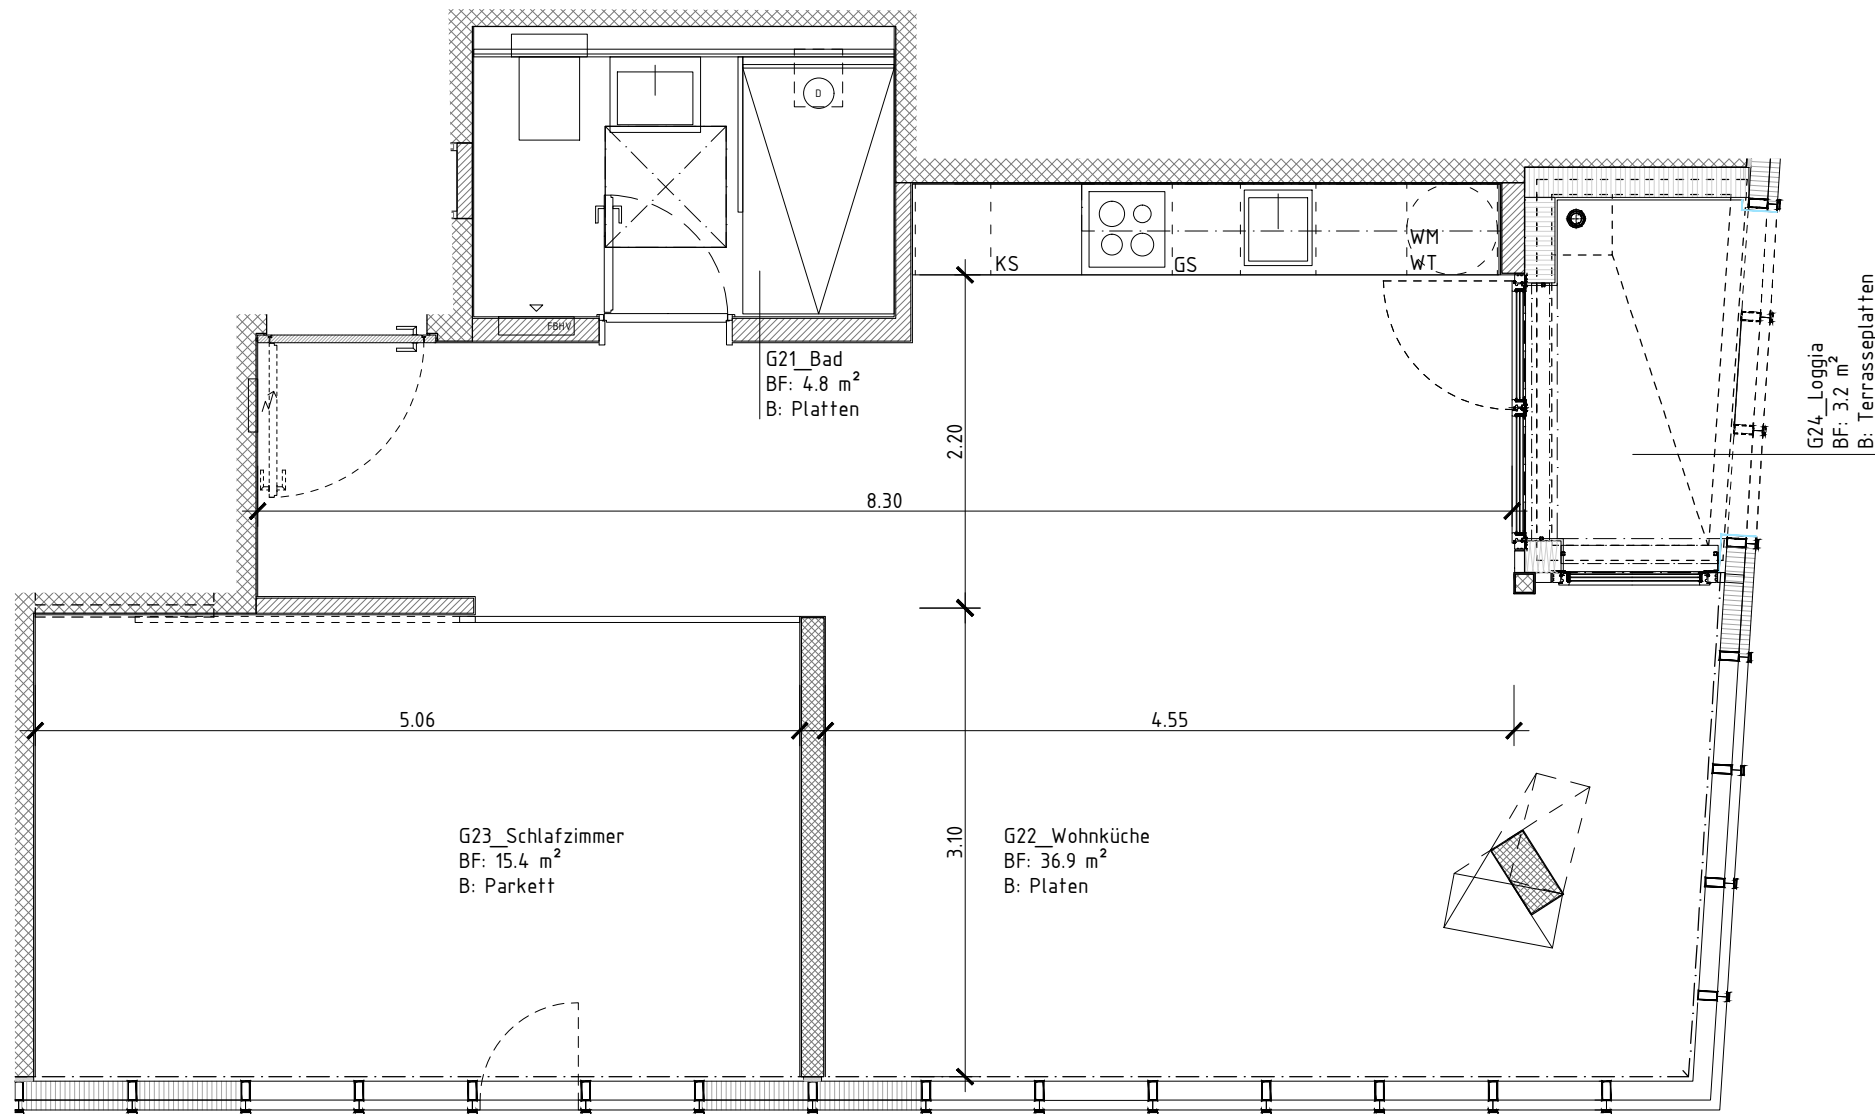 D
KS
GS
WM
WT
FBHV
G21_Bad
BF: 4.8 m²
B: Platten
G24_Loggia
BF: 3.2 m²
B: Terrasseplatten
2.20
8.30
5.06
4.55
3.10
G23_Schlafzimmer
BF: 15.4 m²
B: Parkett
G22_Wohnküche
BF: 36.9 m²
B: Platen